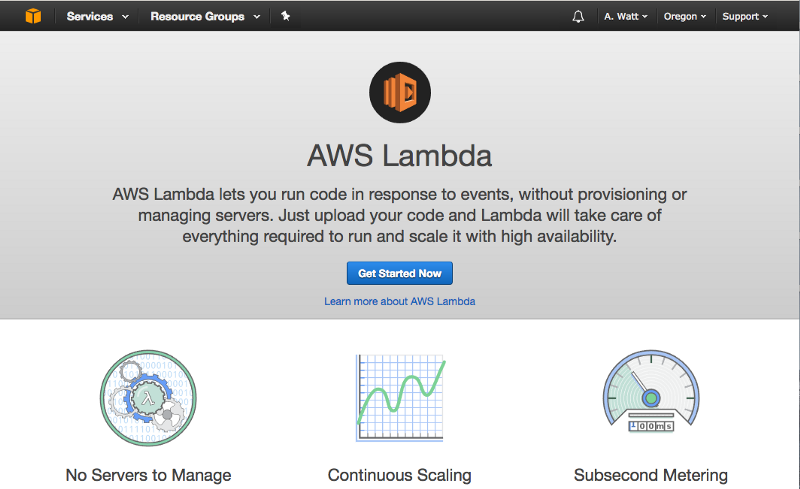 Services Resource Groups A. Watt Oregon Support
AWS Lambda
AWS Lambda lets you run code in response to events, without provisioning or
managing servers. Just upload your code and Lambda will take care of
everything required to run and scale it with high availability.
Get Started Now
Learn more about AWS Lambda
λ
100ms
No Servers to Manage Continuous Scaling Subsecond Metering